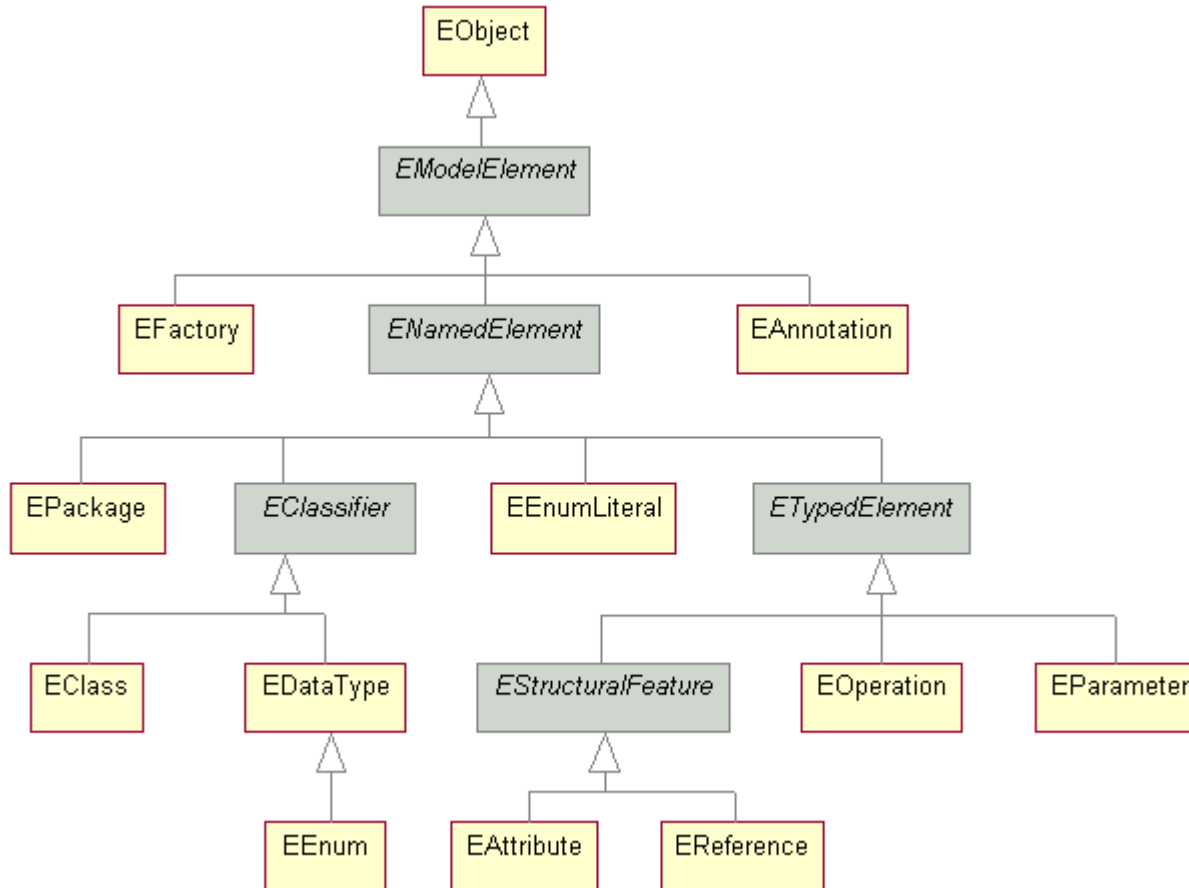 EObject
EModelElement
EFactory
ENamedElement
EAnnotation
EPackage
EClassifier
EEnumLiteral
ETypedElement
EClass
EDataType
EStructuralFeature
EOperation
EParameter
EEnum
EAttribute
EReference